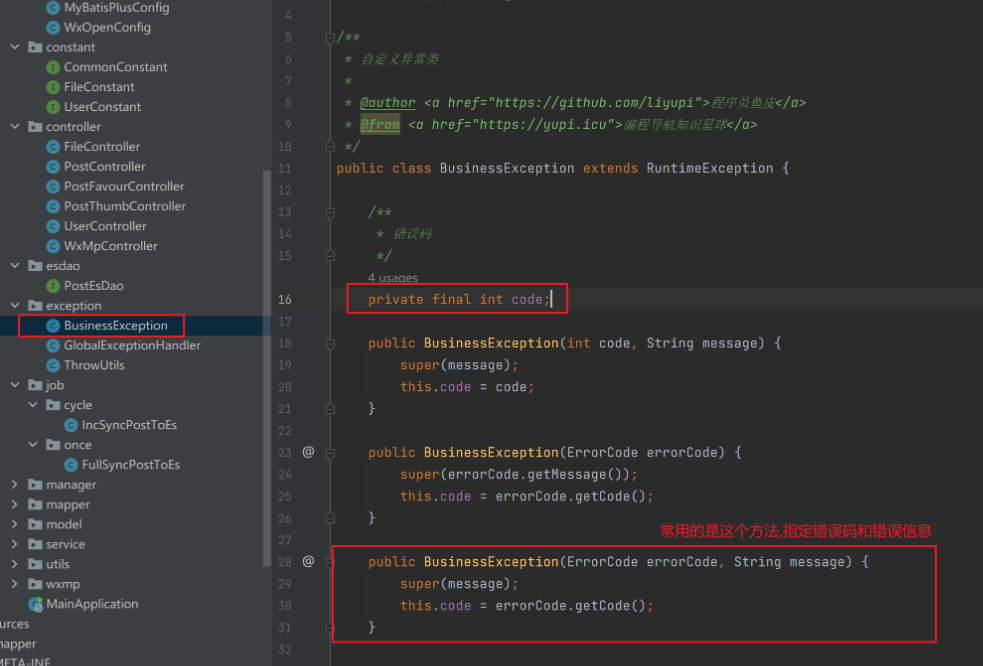 MyBatisPlusConfig
WxOpenConfig
constant
CommonConstant
FileConstant
UserConstant
controller
FileController
PostController
PostFavourController
PostThumbController
UserController
WxMpController
esdao
PostEsDao
exception
BusinessException
GlobalExceptionHandler
ThrowUtils
job
cycle
IncSyncPostToEs
once
FullSyncPostToEs
manager
mapper
model
service
utils
wxmp
MainApplication
urces
mapper
META-INF
4
5 /**
6 * 自定义异常类
7 *
8 * @author <a href="https://github.com/liyupi">程序员鱼皮</a>
9 * @from <a href="https://yupi.icu">编程导航知识星球</a>
10 */
11 public class BusinessException extends RuntimeException {
12
13 /**
14 * 错误码
15 */
4 usages
16 private final int code;
17
18 public BusinessException(int code, String message) {
19 super(message);
20 this.code = code;
21 }
22
23 @ public BusinessException(ErrorCode errorCode) {
24 super(errorCode.getMessage());
25 this.code = errorCode.getCode();
26 }
常用的是这个方法,指定错误码和错误信息
27
28 @ public BusinessException(ErrorCode errorCode, String message) {
29 super(message);
30 this.code = errorCode.getCode();
31 }
32